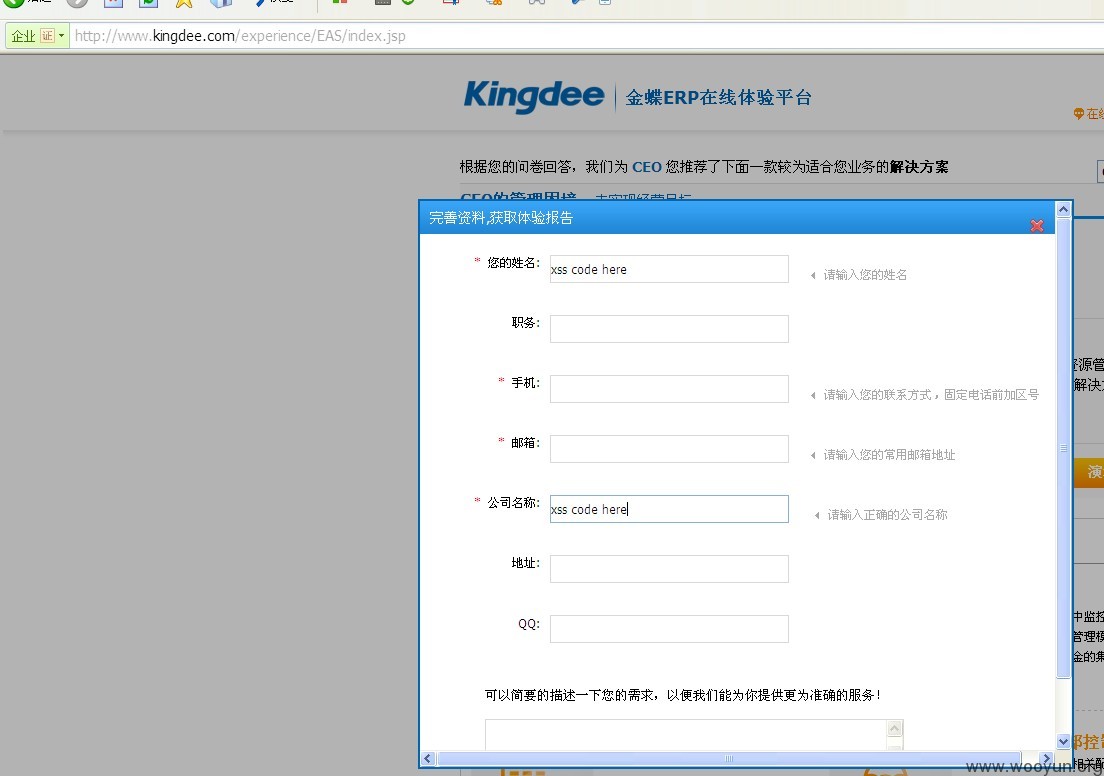 企业 证 http://www.kingdee.com/experience/EAS/index.jsp
Kingdee 金蝶ERP在线体验平台
在线
根据您的问卷回答，我们为 CEO 您推荐了下面一款较为适合您业务的解决方案
CEO的管理困境
完善资料,获取体验报告
* 您的姓名: xss code here 请输入您的姓名
职务:
* 手机: 请输入您的联系方式，固定电话前加区号
* 邮箱: 请输入您的常用邮箱地址
* 公司名称: xss code here 请输入正确的公司名称
地址:
QQ:
可以简要的描述一下您的需求，以便我们能为你提供更为准确的服务！
资源管
解决方
演
中监控
管理模
金的集
www.wooyun.org